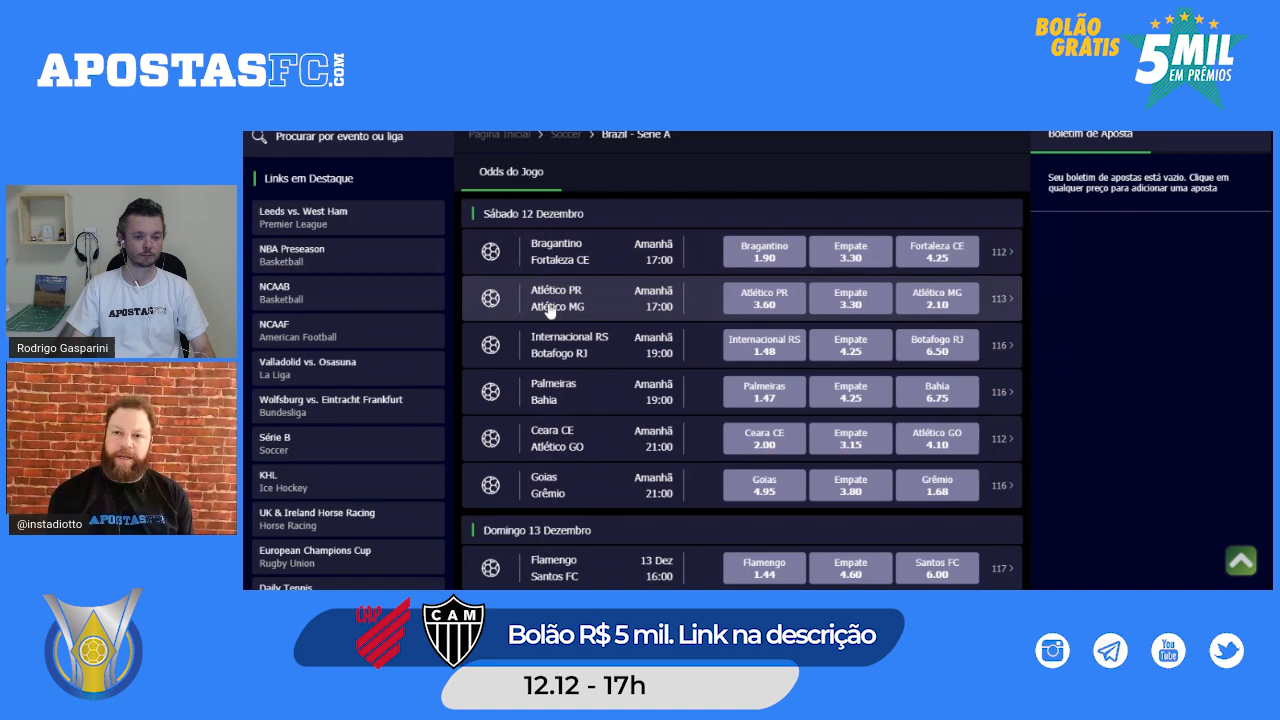 APOSTASFC.COM
BOLÃO
GRÁTIS
5 MIL
EM PRÊMIOS
Procurar por evento ou liga
Pagina Inicial > Soccer > Brazil - Serie A
Boletim de Aposta
Links em Destaque
Odds do Jogo
Seu boletim de apostas está vazio. Clique em
qualquer preço para adicionar uma aposta
Leeds vs. West Ham
Premier League
NBA Preseason
Basketball
NCAAB
Basketball
NCAAF
American Football
Valladolid vs. Osasuna
La Liga
Wolfsburg vs. Eintracht Frankfurt
Bundesliga
Série B
Soccer
KHL
Ice Hockey
UK & Ireland Horse Racing
Horse Racing
European Champions Cup
Rugby Union
Daily Tennis
Sábado 12 Dezembro
Bragantino Amanhã
Fortaleza CE 17:00
Bragantino Empate Fortaleza CE
1.90 3.30 4.25
112 >
Atlético PR Amanhã
Atlético MG 17:00
Atlético PR Empate Atlético MG
3.60 3.30 2.10
113 >
Internacional RS Amanhã
Botafogo RJ 19:00
Internacional RS Empate Botafogo RJ
1.48 4.25 6.50
116 >
Palmeiras Amanhã
Bahia 19:00
Palmeiras Empate Bahia
1.47 4.25 6.75
116 >
Ceara CE Amanhã
Atlético GO 21:00
Ceara CE Empate Atlético GO
2.00 3.15 4.10
112 >
Goias Amanhã
Grêmio 21:00
Goias Empate Grêmio
4.95 3.80 1.68
116 >
Domingo 13 Dezembro
Flamengo 13 Dez
Santos FC 16:00
Flamengo Empate Santos FC
1.44 4.60 6.00
117 >
APOSTASFC
Rodrigo Gasparini
APOSTASFC
@instadiotto
CAP
CAM
Bolão R$ 5 mil. Link na descrição
12.12 - 17h
You
Tube